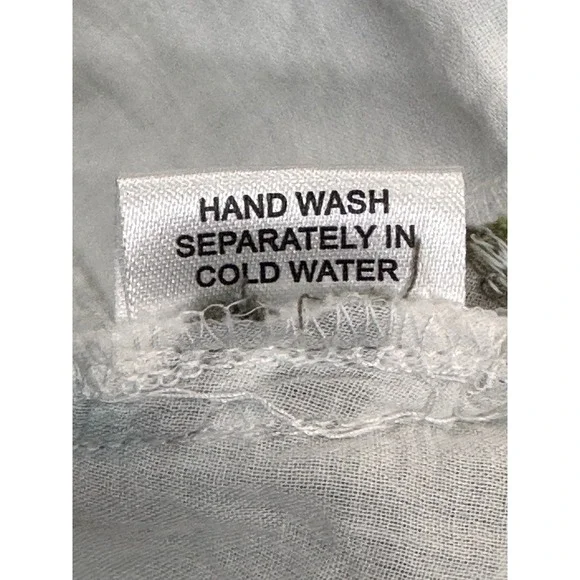 HAND WASH
SEPARATELY IN
COLD WATER